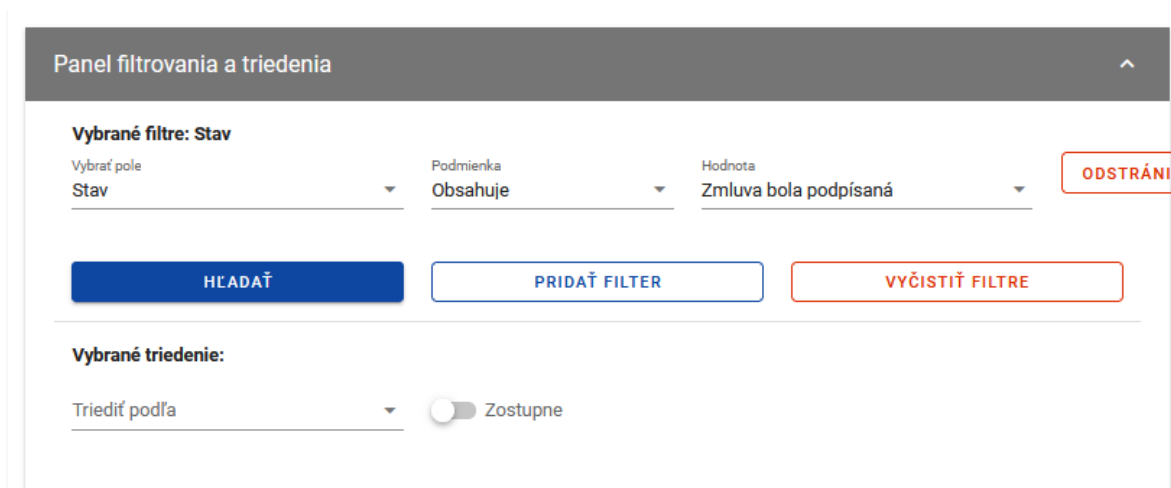 Panel filtrovania a triedenia
Vybrané filtre: Stav
Vybrať pole Podmienka Hodnota
Stav Obsahuje Zmluva bola podpísaná ODSTRÁNI
HĽADAŤ PRIDAŤ FILTER VYČISTIŤ FILTRE
Vybrané triedenie:
Triediť podľa Zostupne